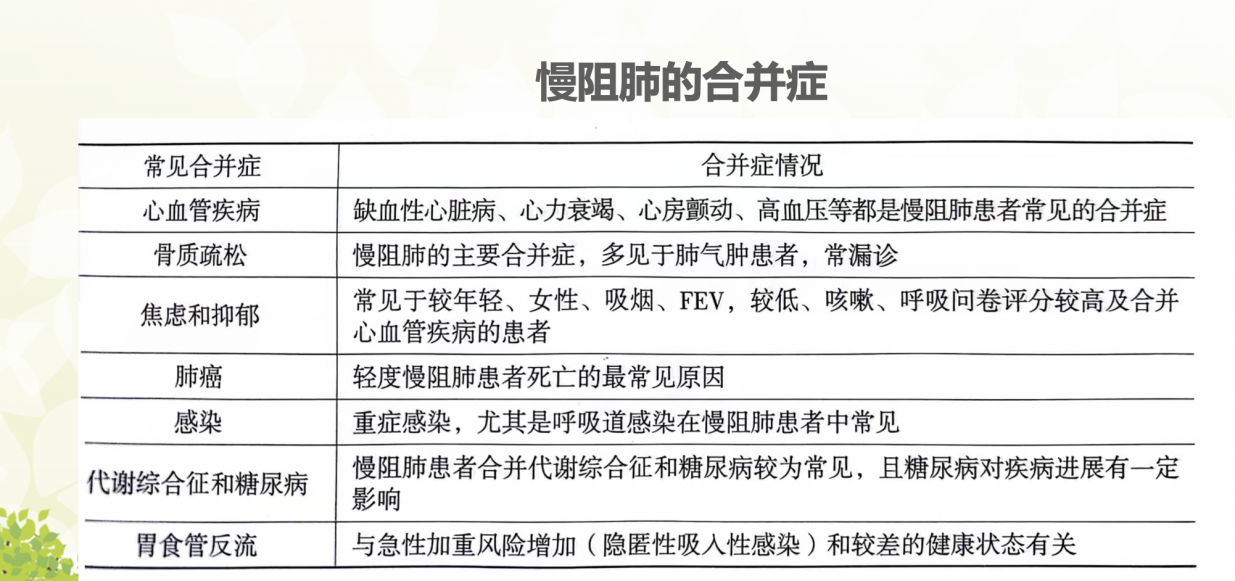 慢阻肺的合并症
常见合并症 合并症情况
心血管疾病 缺血性心脏病、心力衰竭、心房颤动、高血压等都是慢阻肺患者常见的合并症
骨质疏松 慢阻肺的主要合并症，多见于肺气肿患者，常漏诊
焦虑和抑郁 常见于较年轻、女性、吸烟、FEV，较低、咳嗽、呼吸问卷评分较高及合并
心血管疾病的患者
肺癌 轻度慢阻肺患者死亡的最常见原因
感染 重症感染，尤其是呼吸道感染在慢阻肺患者中常见
代谢综合征和糖尿病 慢阻肺患者合并代谢综合征和糖尿病较为常见，且糖尿病对疾病进展有一定
影响
胃食管反流 与急性加重风险增加（隐匿性吸入性感染）和较差的健康状态有关